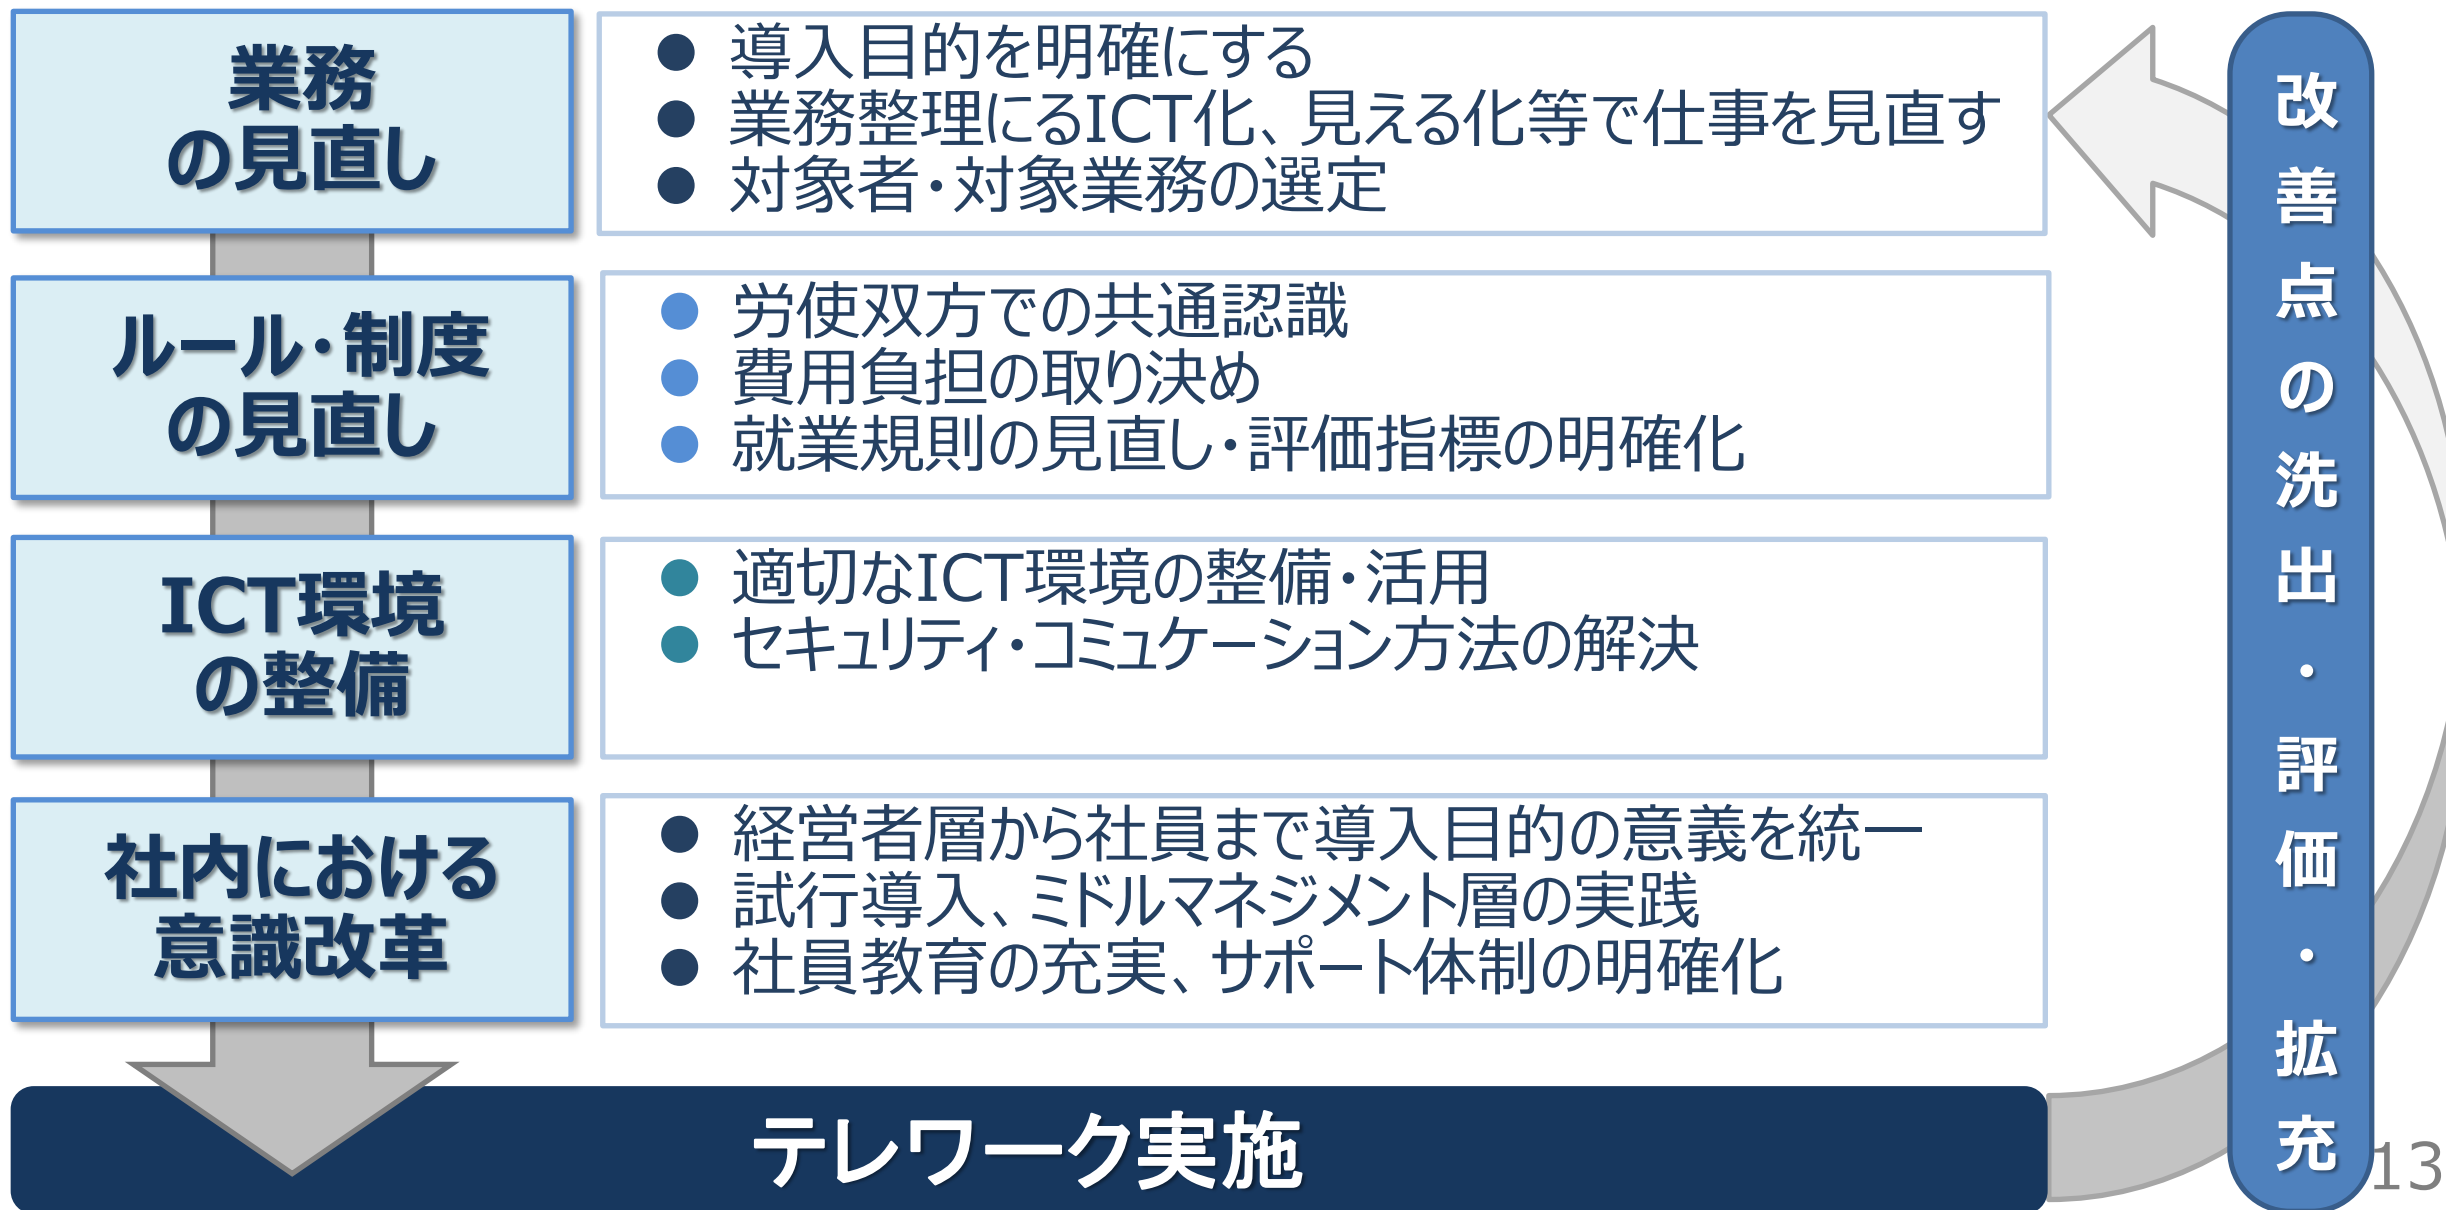 業務
の見直し
● 導入目的を明確にする
● 業務整理にるICT化、見える化等で仕事を見直す
● 対象者・対象業務の選定
ルール・制度
の見直し
● 労使双方での共通認識
● 費用負担の取り決め
● 就業規則の見直し・評価指標の明確化
ICT環境
の整備
● 適切なICT環境の整備・活用
● セキュリティ・コミュケーション方法の解決
社内における
意識改革
● 経営者層から社員まで導入目的の意義を統一
● 試行導入、ミドルマネジメント層の実践
● 社員教育の充実、サポート体制の明確化
テレワーク実施
改善点の洗出・評価・拡充
13